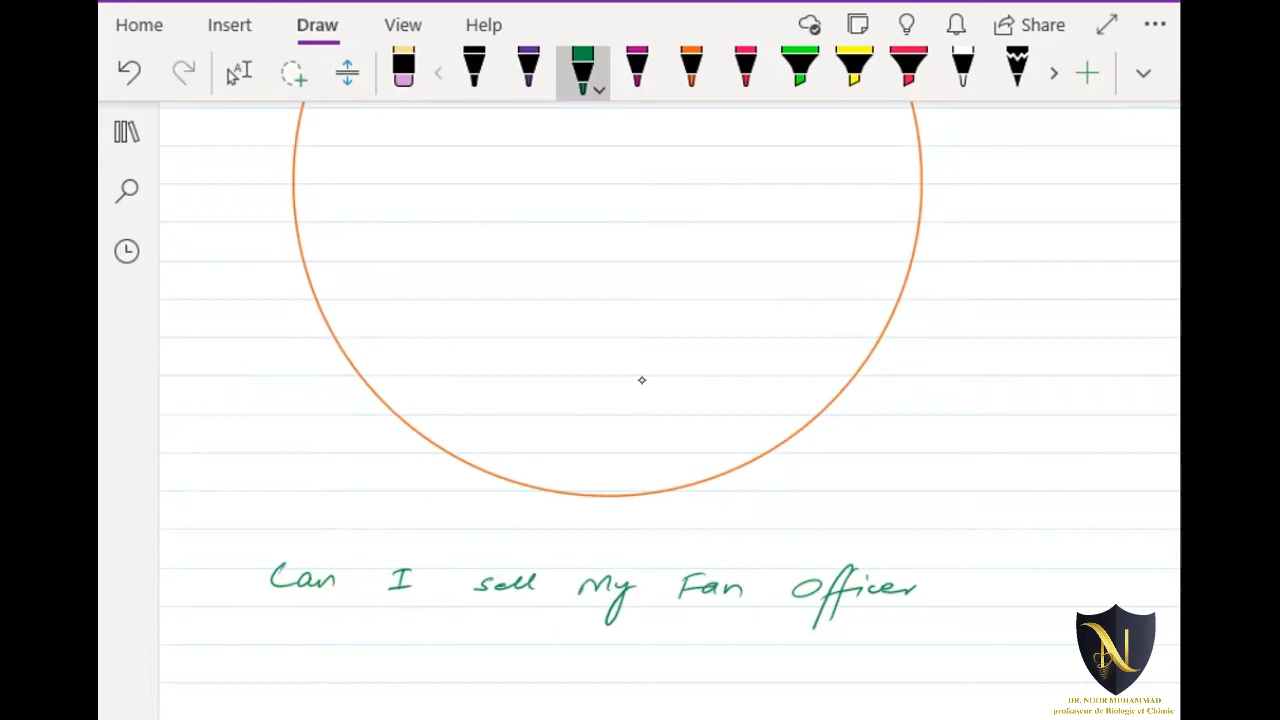 Home Insert Draw View Help Share
Can I sell My Fan Officer
N
DR. NOOR MUHAMMAD
professeur de Biologie et Chimie